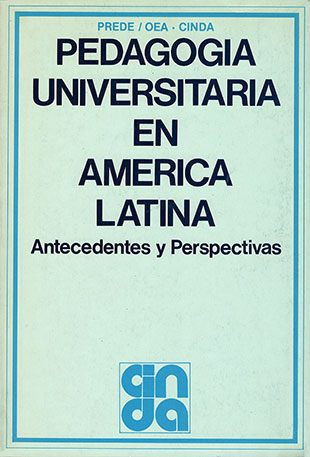 PREDE / OEA - CINDA
PEDAGOGIA
UNIVERSITARIA
EN
AMERICA
LATINA
Antecedentes y Perspectivas
cin
da